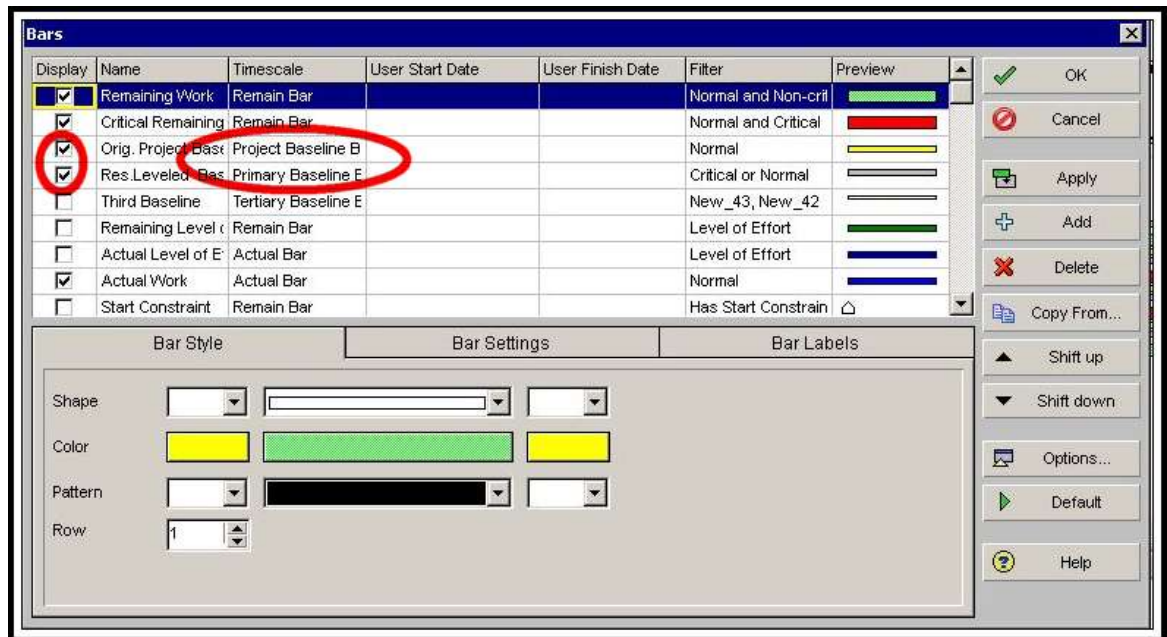 Bars
Display Name Timescale User Start Date User Finish Date Filter Preview
Remaining Work Remain Bar Normal and Non-crit
Critical Remaining Remain Bar Normal and Critical
Orig. Project Base Project Baseline B Normal
Res.Leveled Bas Primary Baseline B Critical or Normal
Third Baseline Tertiary Baseline B New_43, New_42
Remaining Level o Remain Bar Level of Effort
Actual Level of Ef Actual Bar Level of Effort
Actual Work Actual Bar Normal
Start Constraint Remain Bar Has Start Constrain
Bar Style Bar Settings Bar Labels
Shape
Color
Pattern
Row 1
OK
Cancel
Apply
Add
Delete
Copy From...
Shift up
Shift down
Options...
Default
Help